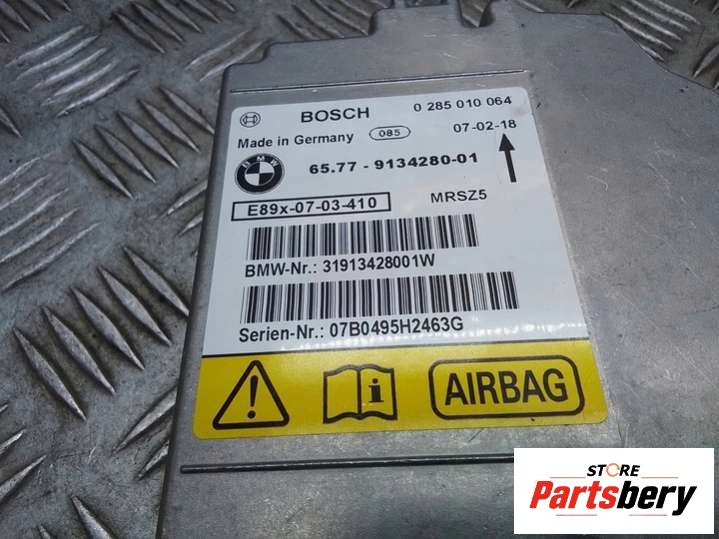 BOSCH 0 285 010 064
Made in Germany 085 07-02-18
BMW 65.77 - 9134280-01
E89x-07-03-410 MRSZ5
BMW-Nr.: 31913428001W
Serien-Nr.: 07B0495H2463G
AIRBAG
STORE
Partsbery